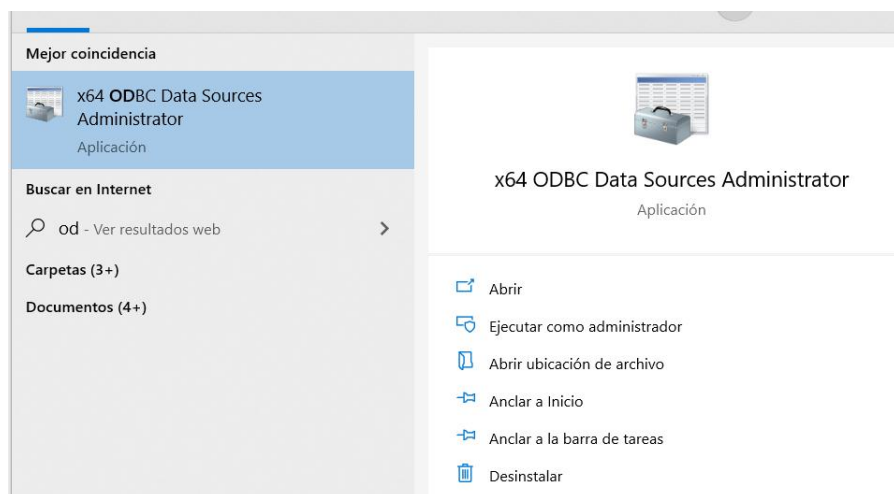 Mejor coincidencia
x64 ODBC Data Sources
Administrator
Aplicación
Buscar en Internet
od - Ver resultados web
Carpetas (3+)
Documentos (4+)
x64 ODBC Data Sources Administrator
Aplicación
Abrir
Ejecutar como administrador
Abrir ubicación de archivo
Anclar a Inicio
Anclar a la barra de tareas
Desinstalar